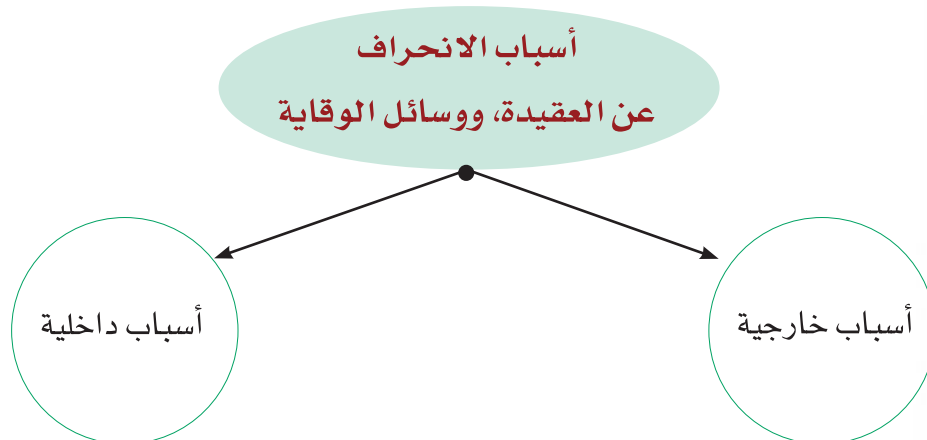 أسباب الانحراف
عن العقيدة، ووسائل الوقاية
أسباب خارجية
أسباب داخلية